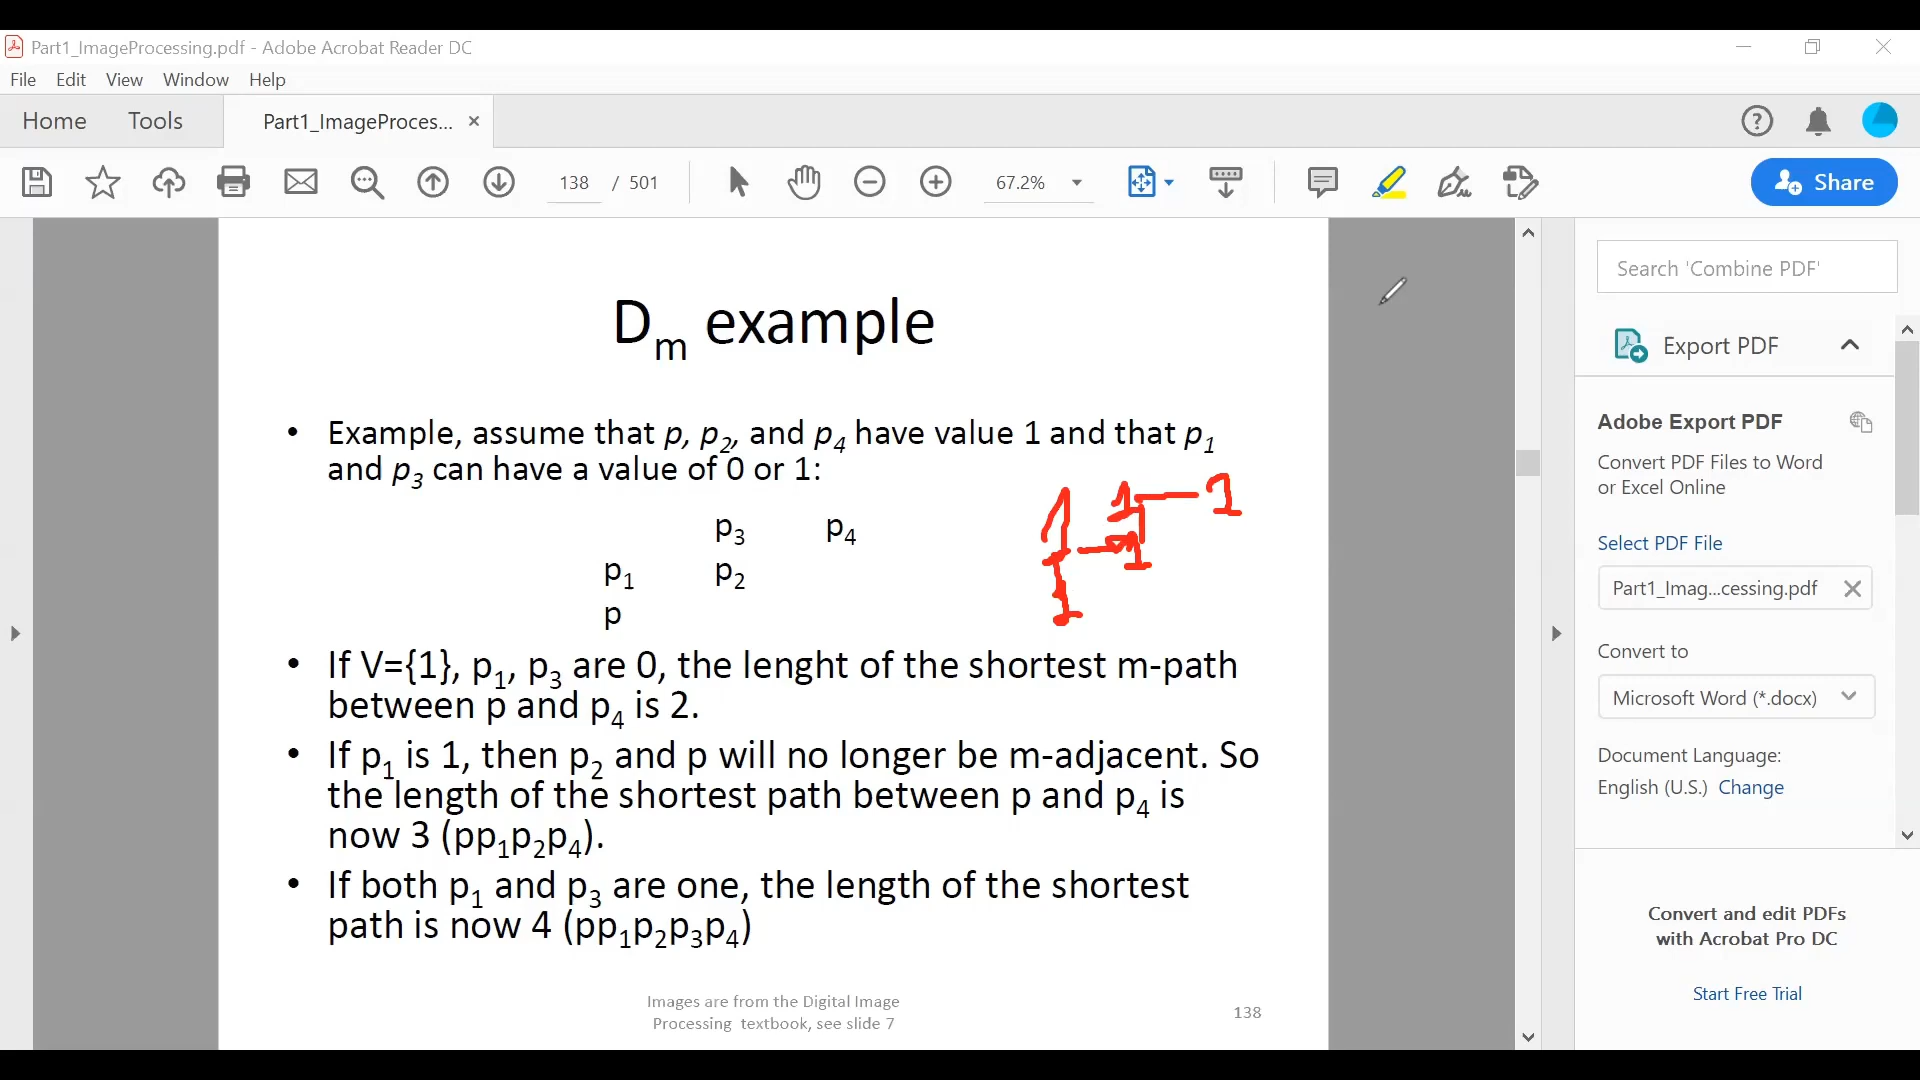 Part1_ImageProcessing.pdf - Adobe Acrobat Reader DC
File Edit View Window Help
Home Tools Part1_ImageProces... ×
138 / 501 67.2% Share
Search 'Combine PDF'
Export PDF
Adobe Export PDF
Convert PDF Files to Word
or Excel Online
Select PDF File
Part1_Imag...cessing.pdf
Convert to
Microsoft Word (*.docx)
Document Language:
English (U.S.) Change
Convert and edit PDFs
with Acrobat Pro DC
Start Free Trial
Dm example
• Example, assume that p, p2, and p4 have value 1 and that p1
and p3 can have a value of 0 or 1:
p3 p4
p1 p2
p
1 1 1
1
1
• If V={1}, p1, p3 are 0, the lenght of the shortest m-path
between p and p4 is 2.
• If p1 is 1, then p2 and p will no longer be m-adjacent. So
the length of the shortest path between p and p4 is
now 3 (pp1p2p4).
• If both p1 and p3 are one, the length of the shortest
path is now 4 (pp1p2p3p4)
Images are from the Digital Image
Processing textbook, see slide 7
138